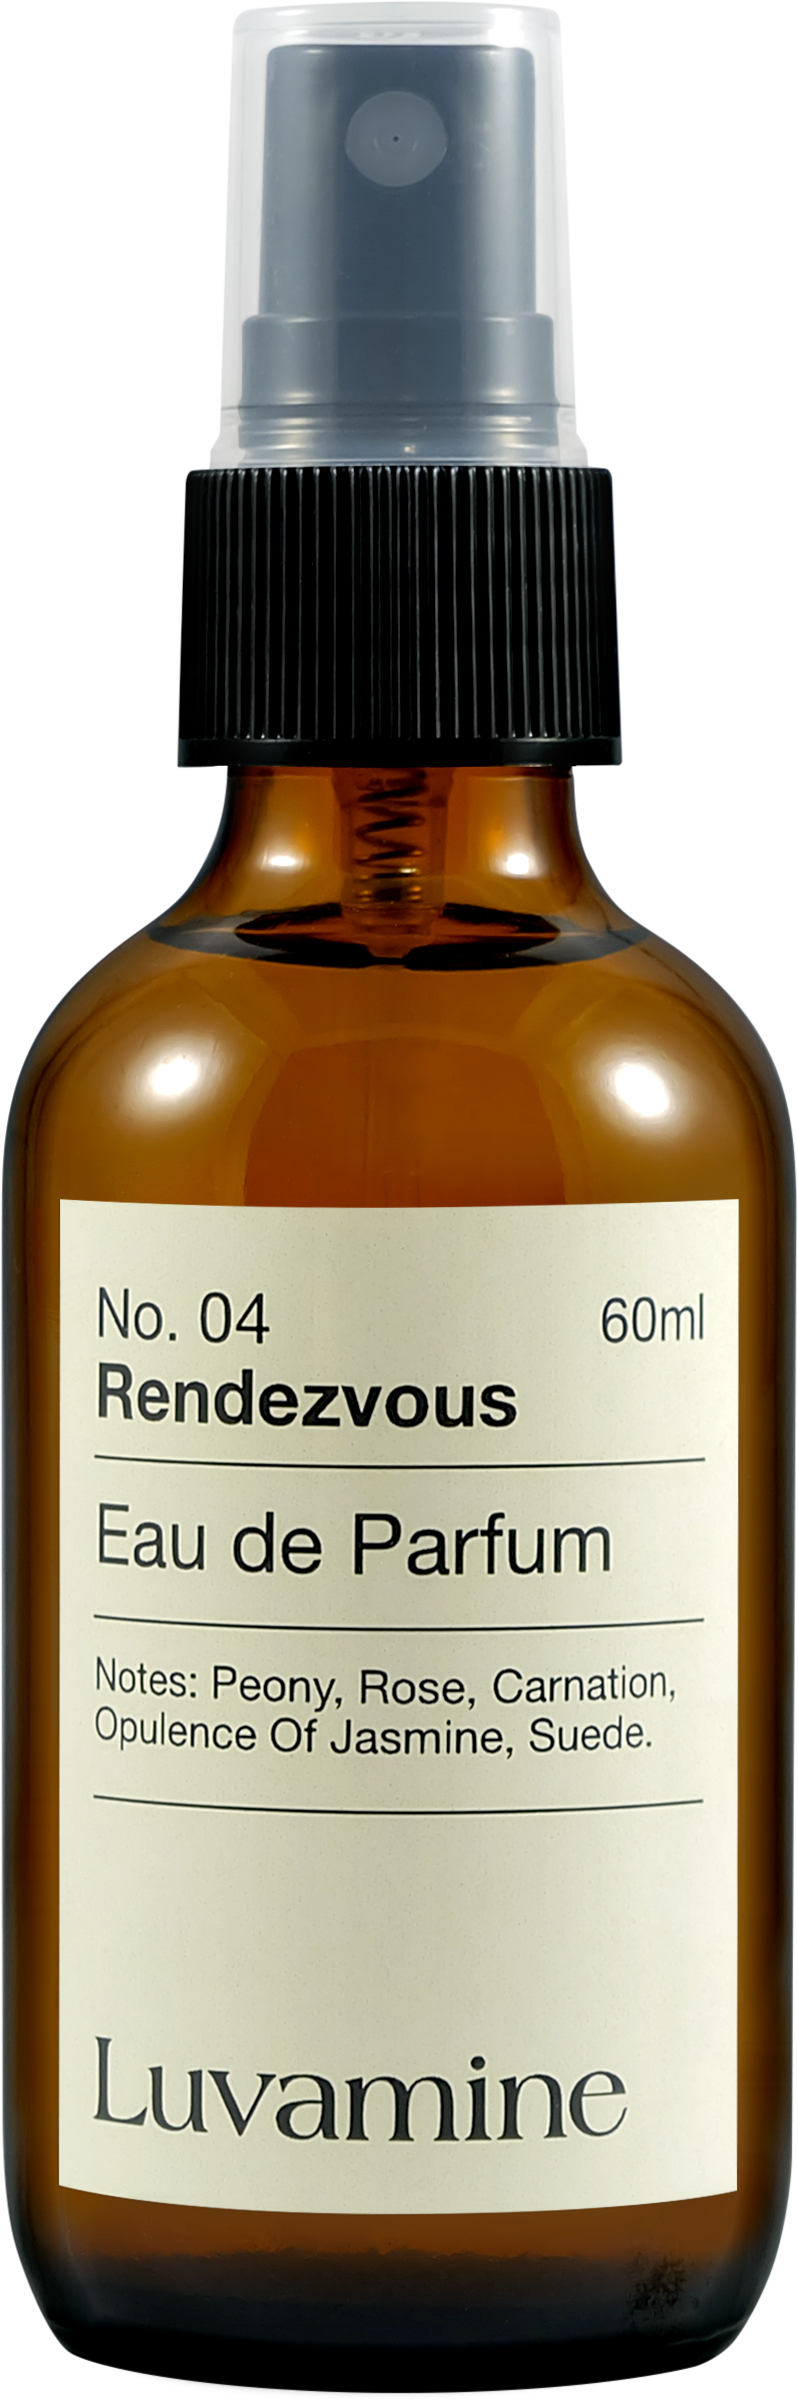 No. 04 60ml
Rendezvous
Eau de Parfum
Notes: Peony, Rose, Carnation,
Opulence Of Jasmine, Suede.
Luvamine